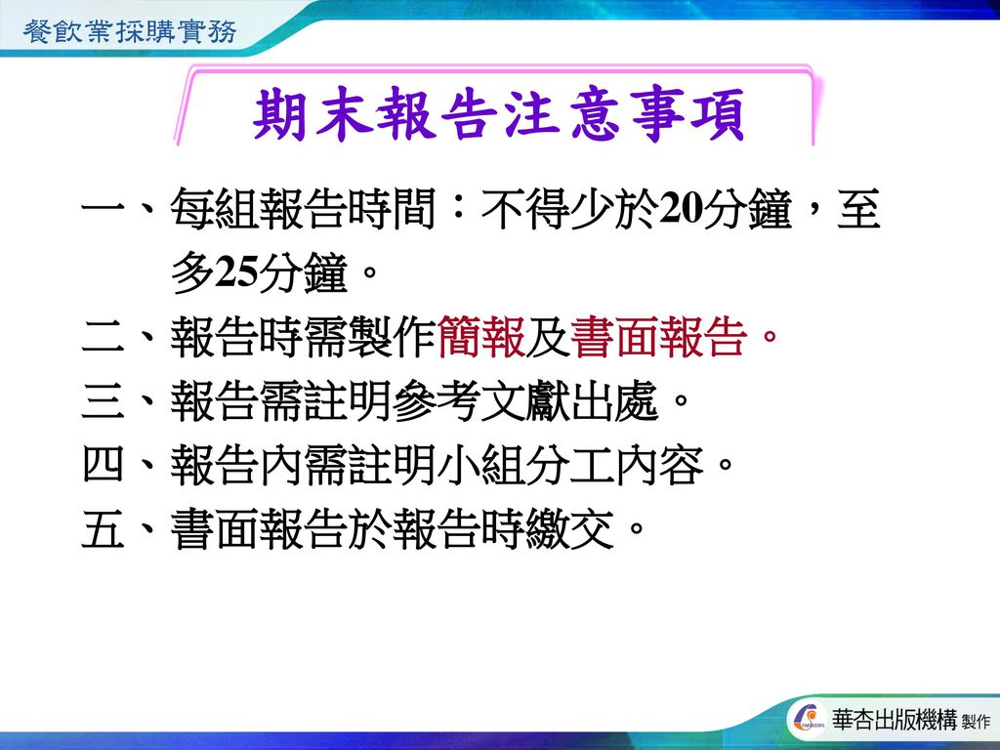 餐飲業採購實務
期末報告注意事項
一、每組報告時間：不得少於20分鐘，至
多25分鐘。
二、報告時需製作簡報及書面報告。
三、報告需註明參考文獻出處。
四、報告內需註明小組分工內容。
五、書面報告於報告時繳交。
華杏出版機構 製作